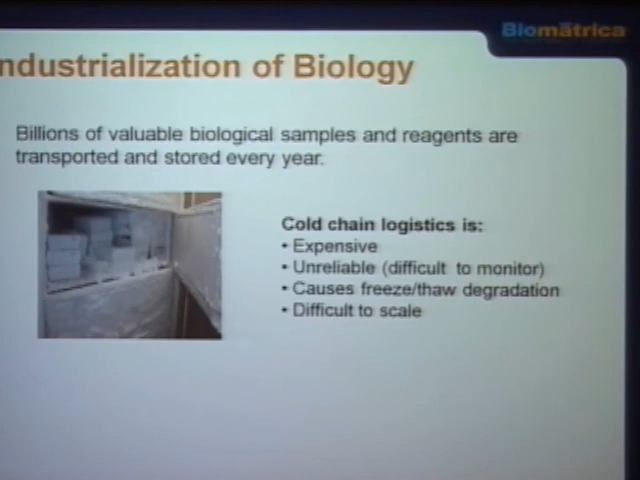 Biomātrica
ndustrialization of Biology
Billions of valuable biological samples and reagents are
transported and stored every year.
Cold chain logistics is:
• Expensive
• Unreliable (difficult to monitor)
• Causes freeze/thaw degradation
• Difficult to scale